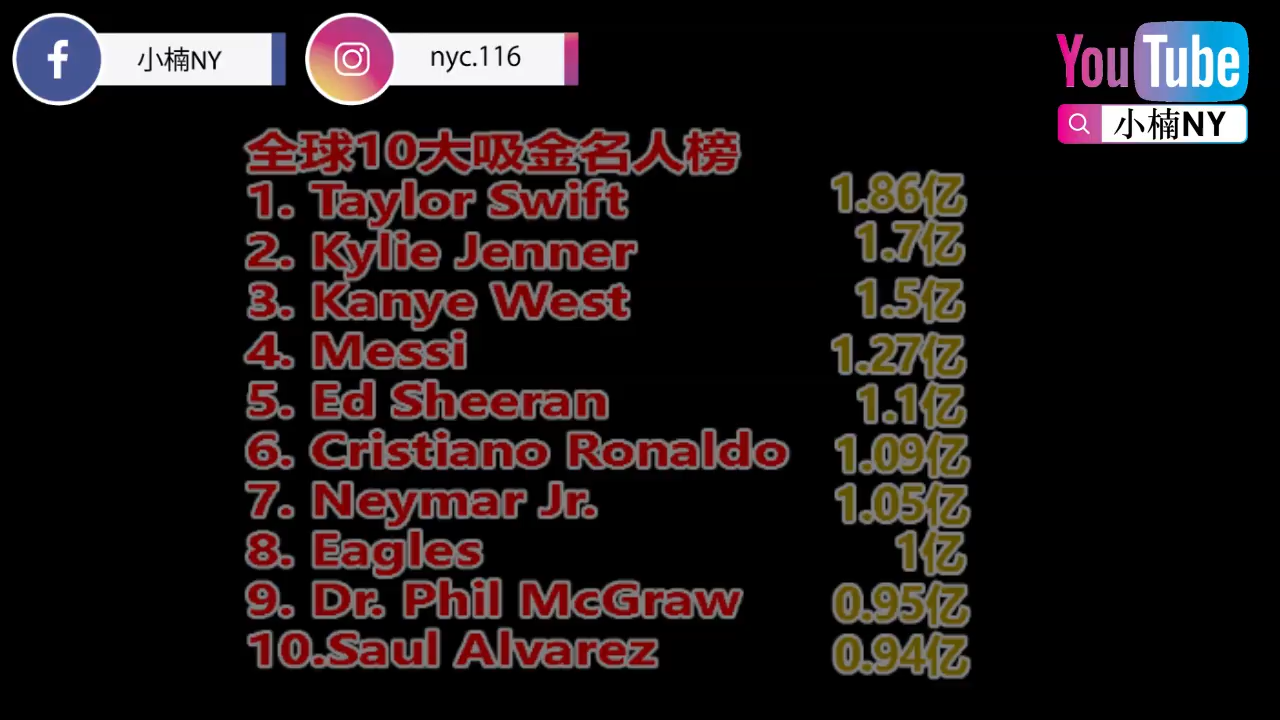 小楠NY
nyc.116
YouTube
小楠NY
全球10大吸金名人榜
1. Taylor Swift 1.86亿
2. Kylie Jenner 1.7亿
3. Kanye West 1.5亿
4. Messi 1.27亿
5. Ed Sheeran 1.1亿
6. Cristiano Ronaldo 1.09亿
7. Neymar Jr. 1.05亿
8. Eagles 1亿
9. Dr. Phil McGraw 0.95亿
10.Saul Alvarez 0.94亿